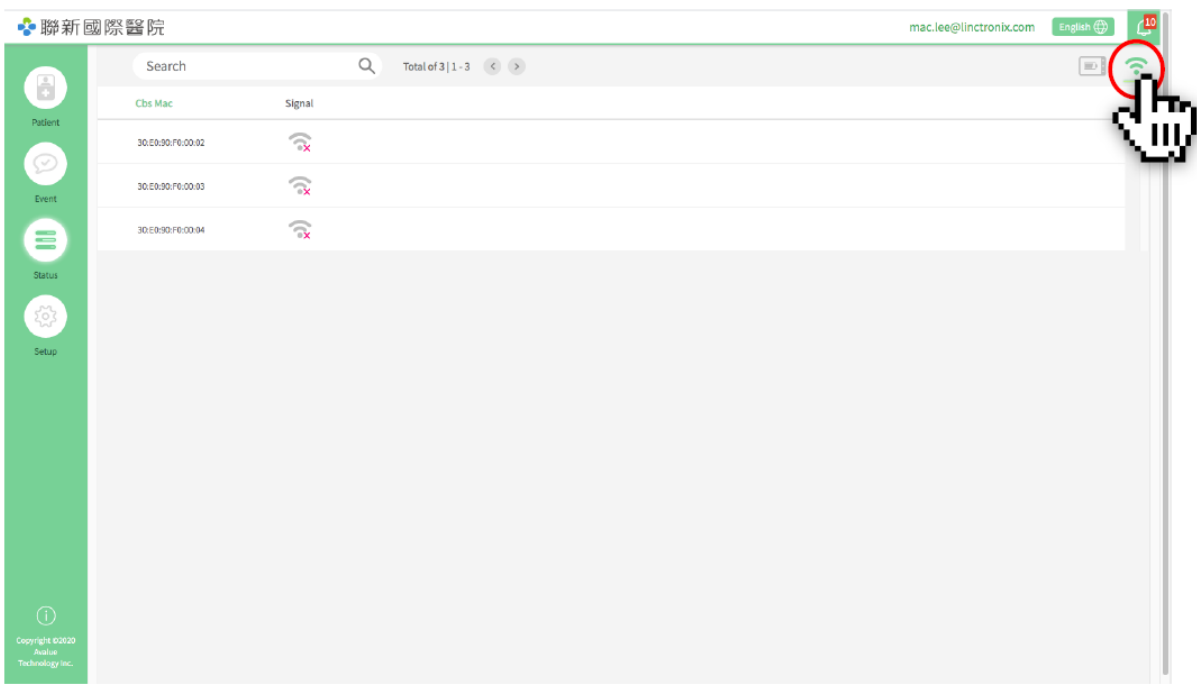 聯新國際醫院
mac.lee@linctronix.com
English
10
Search
Total of 3 | 1 - 3
Cbs Mac
Signal
Patient
30:E0:90:F0:00:02
30:E0:90:F0:00:03
Event
30:E0:90:F0:00:04
Status
Setup
Copyright ©2020
Avalue
Technology Inc.